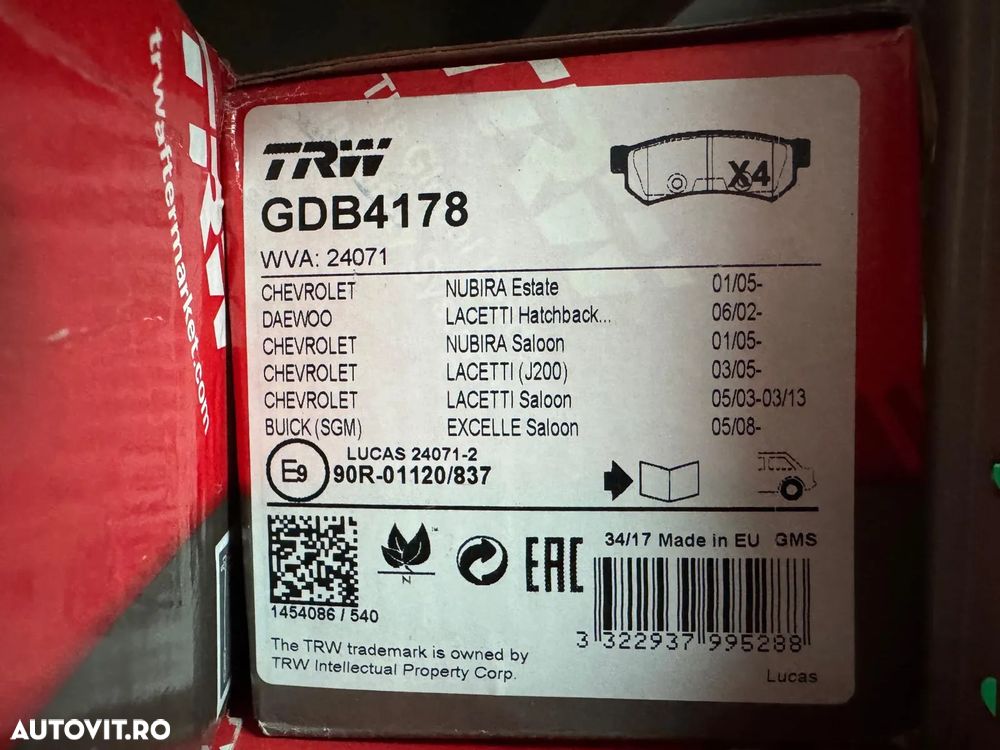 trwaftermarket.com
TRW
TRW
GDB4178
X4
WVA: 24071
CHEVROLET NUBIRA Estate 01/05-
DAEWOO LACETTI Hatchback... 06/02-
CHEVROLET NUBIRA Saloon 01/05-
CHEVROLET LACETTI (J200) 03/05-
CHEVROLET LACETTI Saloon 05/03-03/13
BUICK (SGM) EXCELLE Saloon 05/08-
LUCAS 24071-2
E9 90R-01120/837
34/17 Made in EU GMS
N
EAC
1454086 / 540
3 322937 995288
The TRW trademark is owned by
TRW Intellectual Property Corp.
Lucas
AUTOVIT.RO